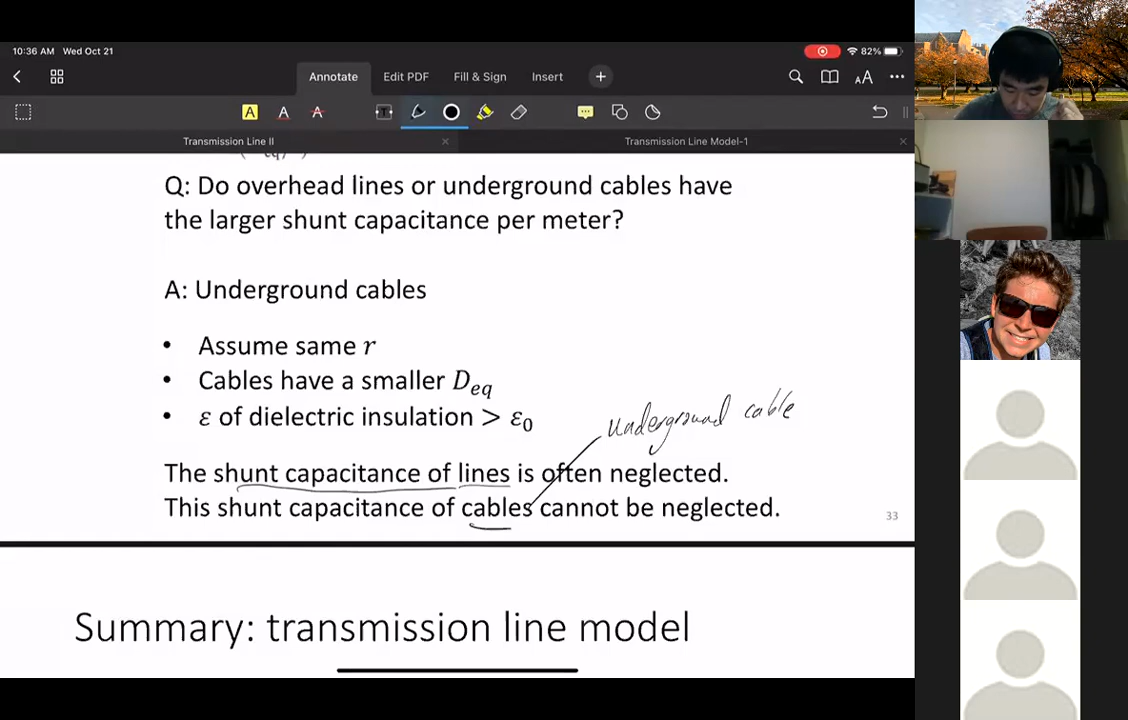 10:36 AM Wed Oct 21
82%
Annotate Edit PDF Fill & Sign Insert +
AA
A A A T
Transmission Line II × Transmission Line Model-1 ×
Q: Do overhead lines or underground cables have
the larger shunt capacitance per meter?
A: Underground cables
• Assume same r
• Cables have a smaller D_eq
• ε of dielectric insulation > ε₀
underground cable
The shunt capacitance of lines is often neglected.
This shunt capacitance of cables cannot be neglected.
33
Summary: transmission line model